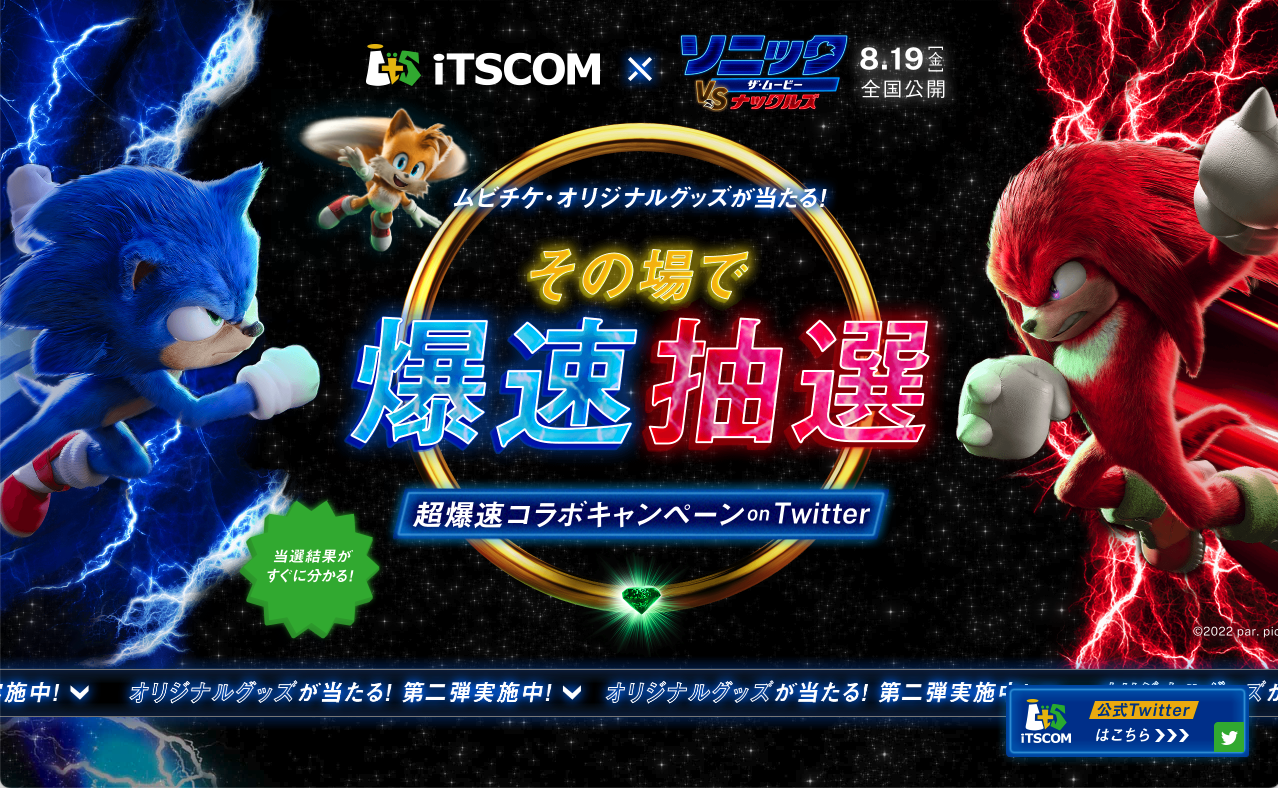 iTSCOM × ソニック ザ・ムービー VS ナックルズ 8.19[金] 全国公開
ムビチケ・オリジナルグッズが当たる!
その場で
爆速抽選
超爆速コラボキャンペーン on Twitter
当選結果が
すぐに分かる!
©2022 par. pic
実施中! オリジナルグッズが当たる! 第二弾実施中! オリジナルグッズが当たる! 第二弾実施中
公式Twitter
iTSCOM はこちら